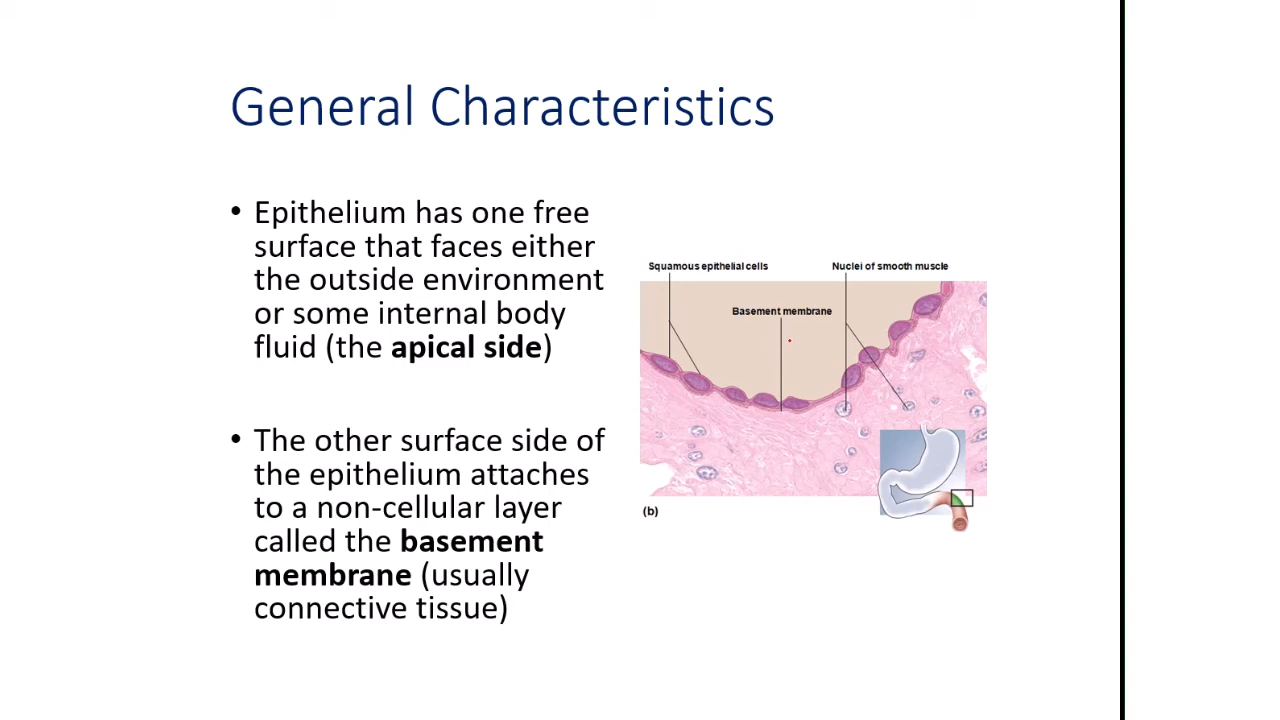 General Characteristics
• Epithelium has one free
surface that faces either
the outside environment
or some internal body
fluid (the apical side)
• The other surface side of
the epithelium attaches
to a non-cellular layer
called the basement
membrane (usually
connective tissue)
Squamous epithelial cells
Nuclei of smooth muscle
Basement membrane
(b)